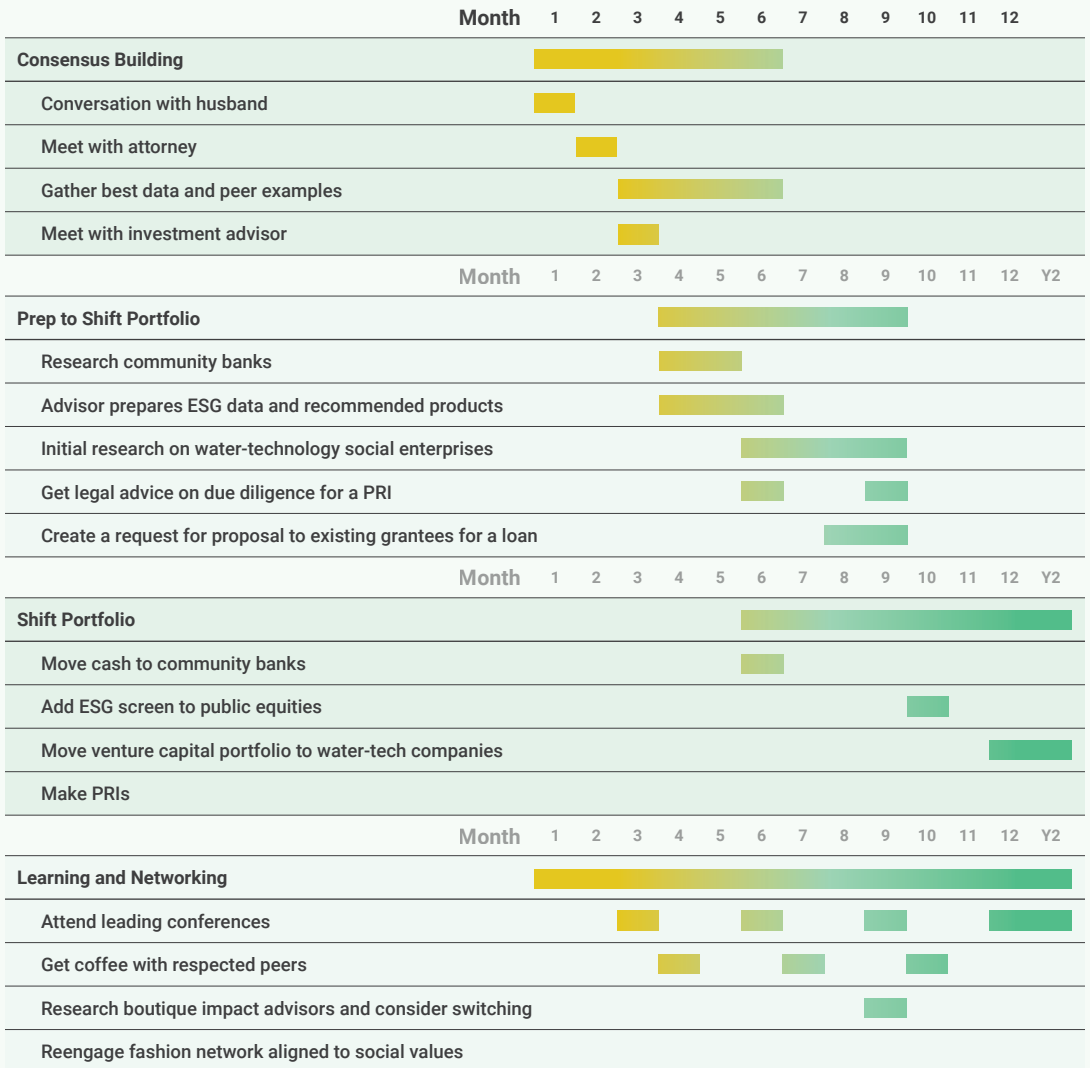 Month 1 2 3 4 5 6 7 8 9 10 11 12
Consensus Building
Conversation with husband
Meet with attorney
Gather best data and peer examples
Meet with investment advisor
Month 1 2 3 4 5 6 7 8 9 10 11 12 Y2
Prep to Shift Portfolio
Research community banks
Advisor prepares ESG data and recommended products
Initial research on water-technology social enterprises
Get legal advice on due diligence for a PRI
Create a request for proposal to existing grantees for a loan
Month 1 2 3 4 5 6 7 8 9 10 11 12 Y2
Shift Portfolio
Move cash to community banks
Add ESG screen to public equities
Move venture capital portfolio to water-tech companies
Make PRIs
Month 1 2 3 4 5 6 7 8 9 10 11 12 Y2
Learning and Networking
Attend leading conferences
Get coffee with respected peers
Research boutique impact advisors and consider switching
Reengage fashion network aligned to social values